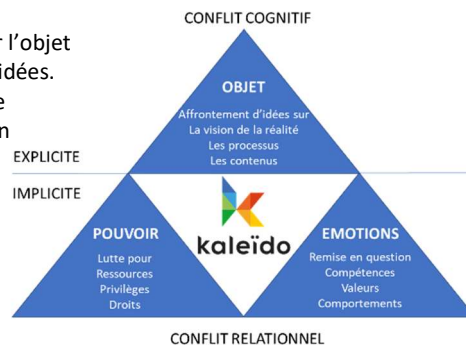 CONFLIT COGNITIF
r l'objet
idées.
e
n
OBJET
Affrontement d'idées sur
La vision de la réalité
Les processus
Les contenus
EXPLICITE
IMPLICITE
POUVOIR
Lutte pour
Ressources
Privilèges
Droits
kaleïdo
EMOTIONS
Remise en question
Compétences
Valeurs
Comportements
CONFLIT RELATIONNEL